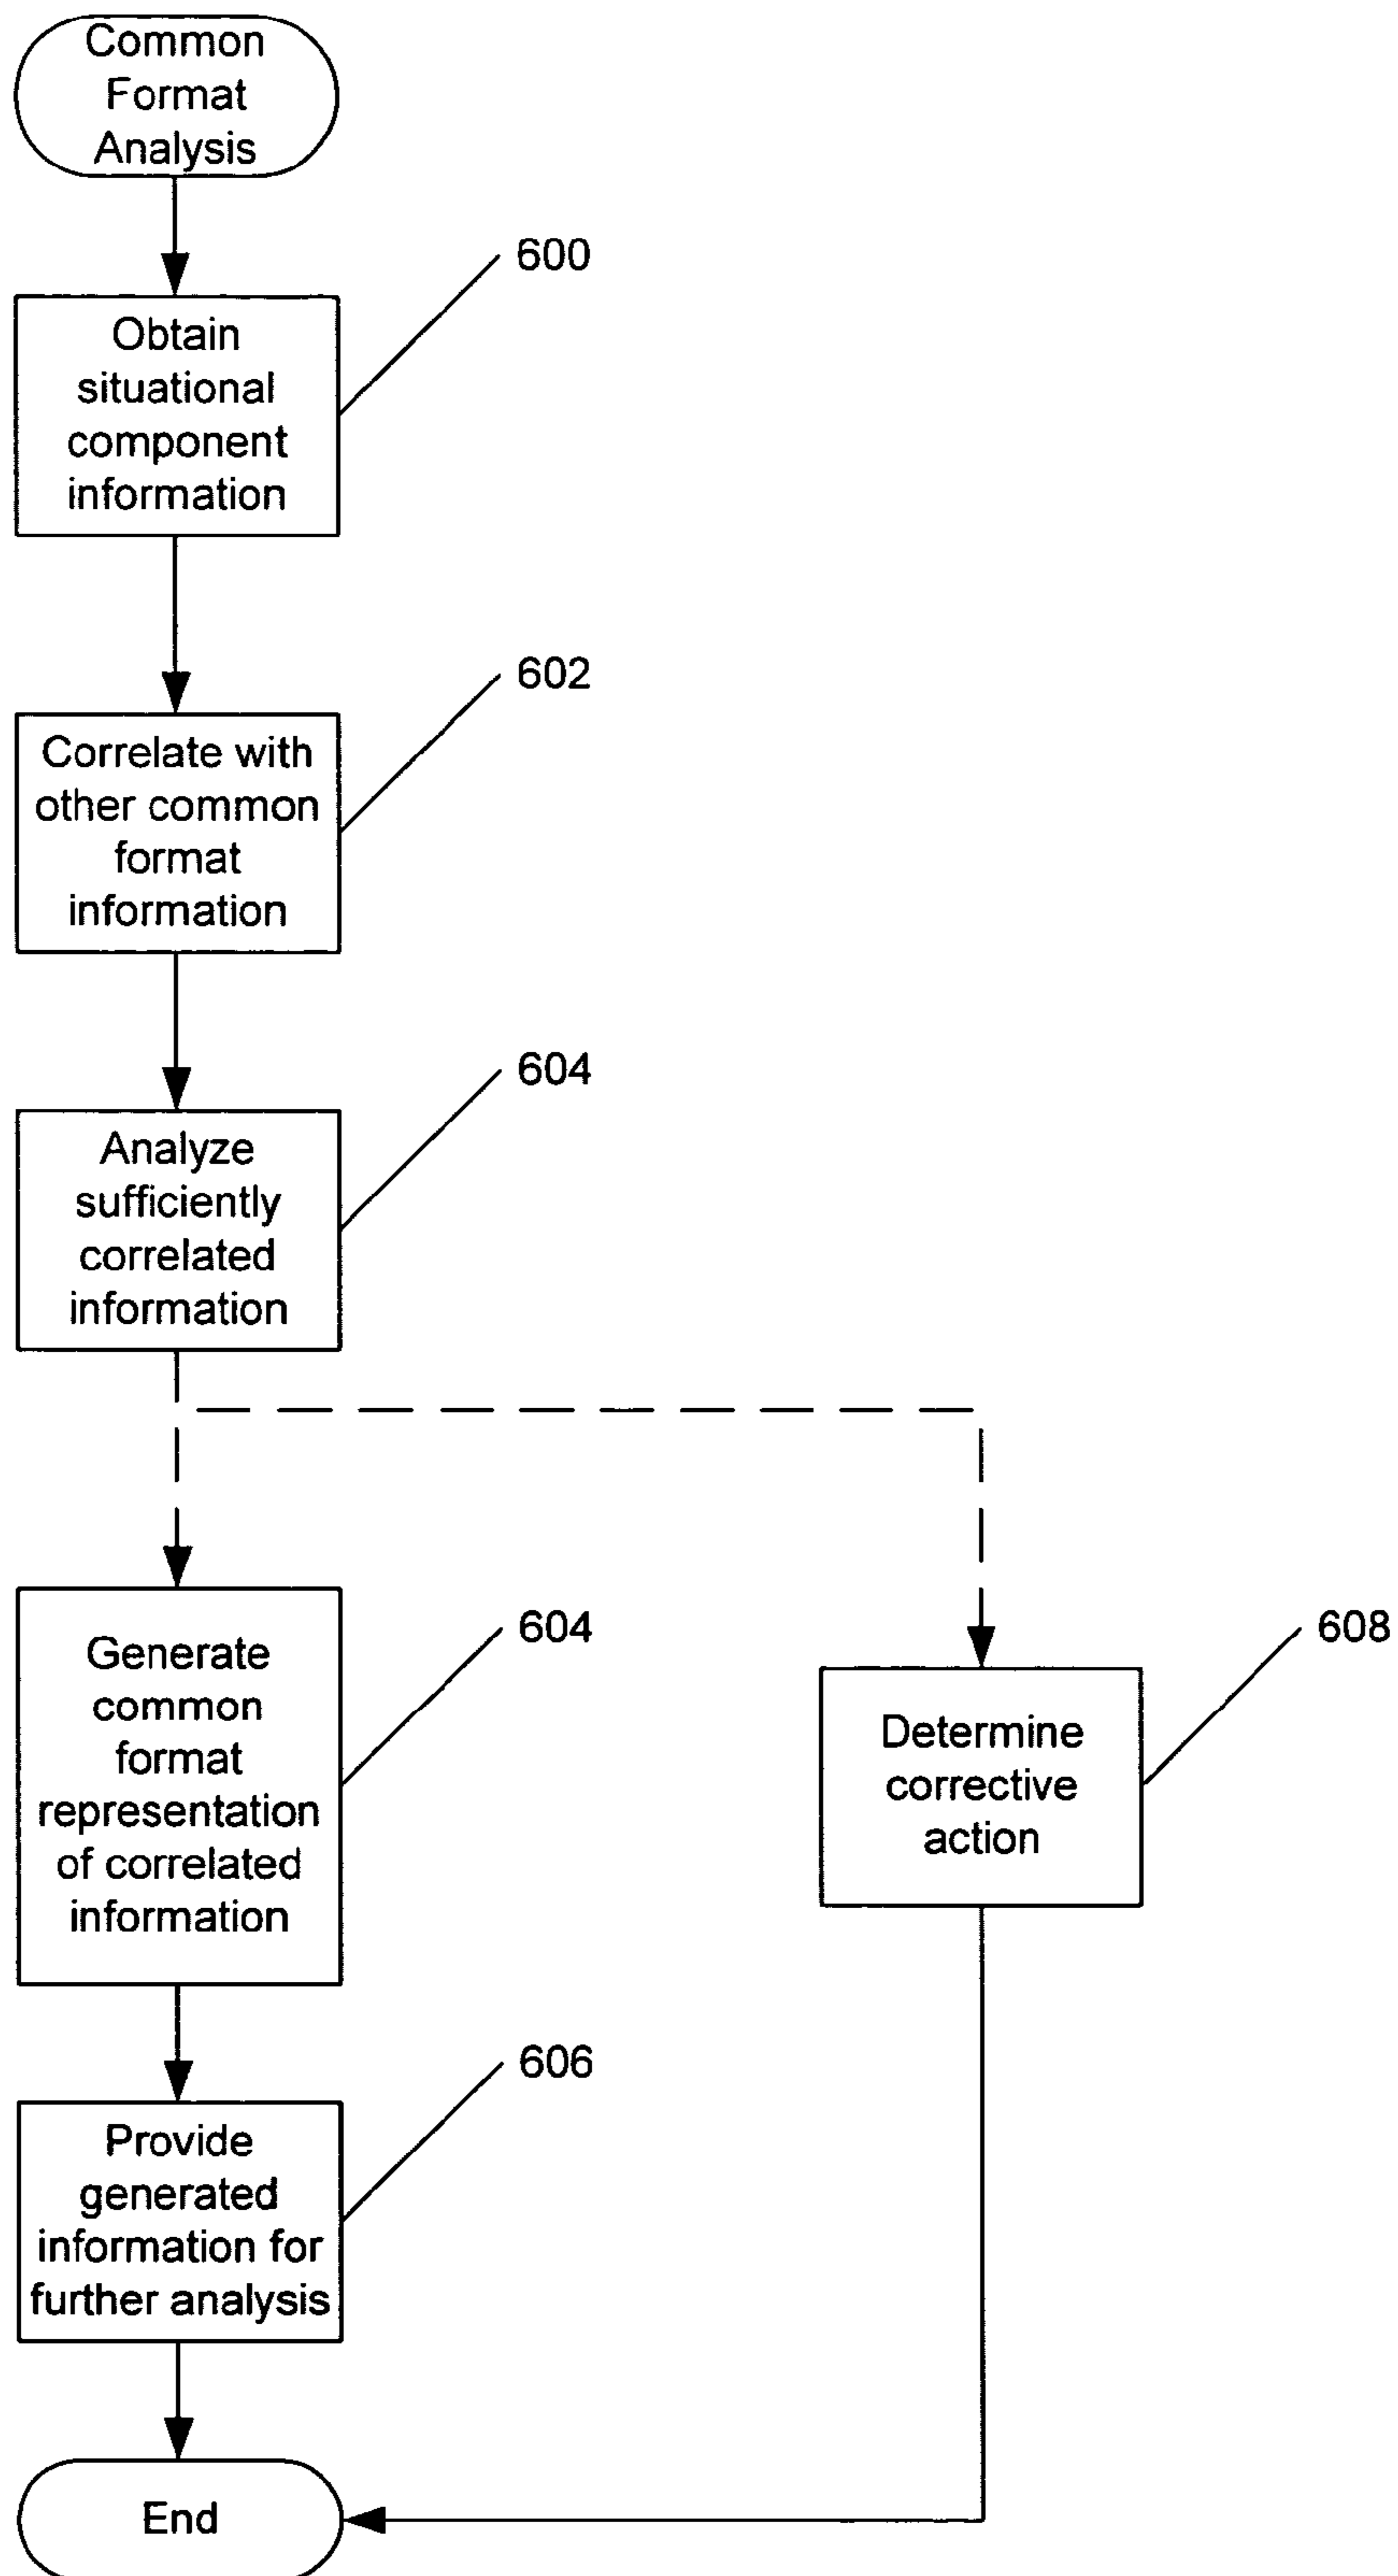 Common
Format
Analysis
600
Obtain
situational
component
information
602
Correlate with
other common
format
information
604
Analyze
sufficiently
correlated
information
604
Generate
common
format
representation
of correlated
information
608
Determine
corrective
action
606
Provide
generated
information for
further analysis
End